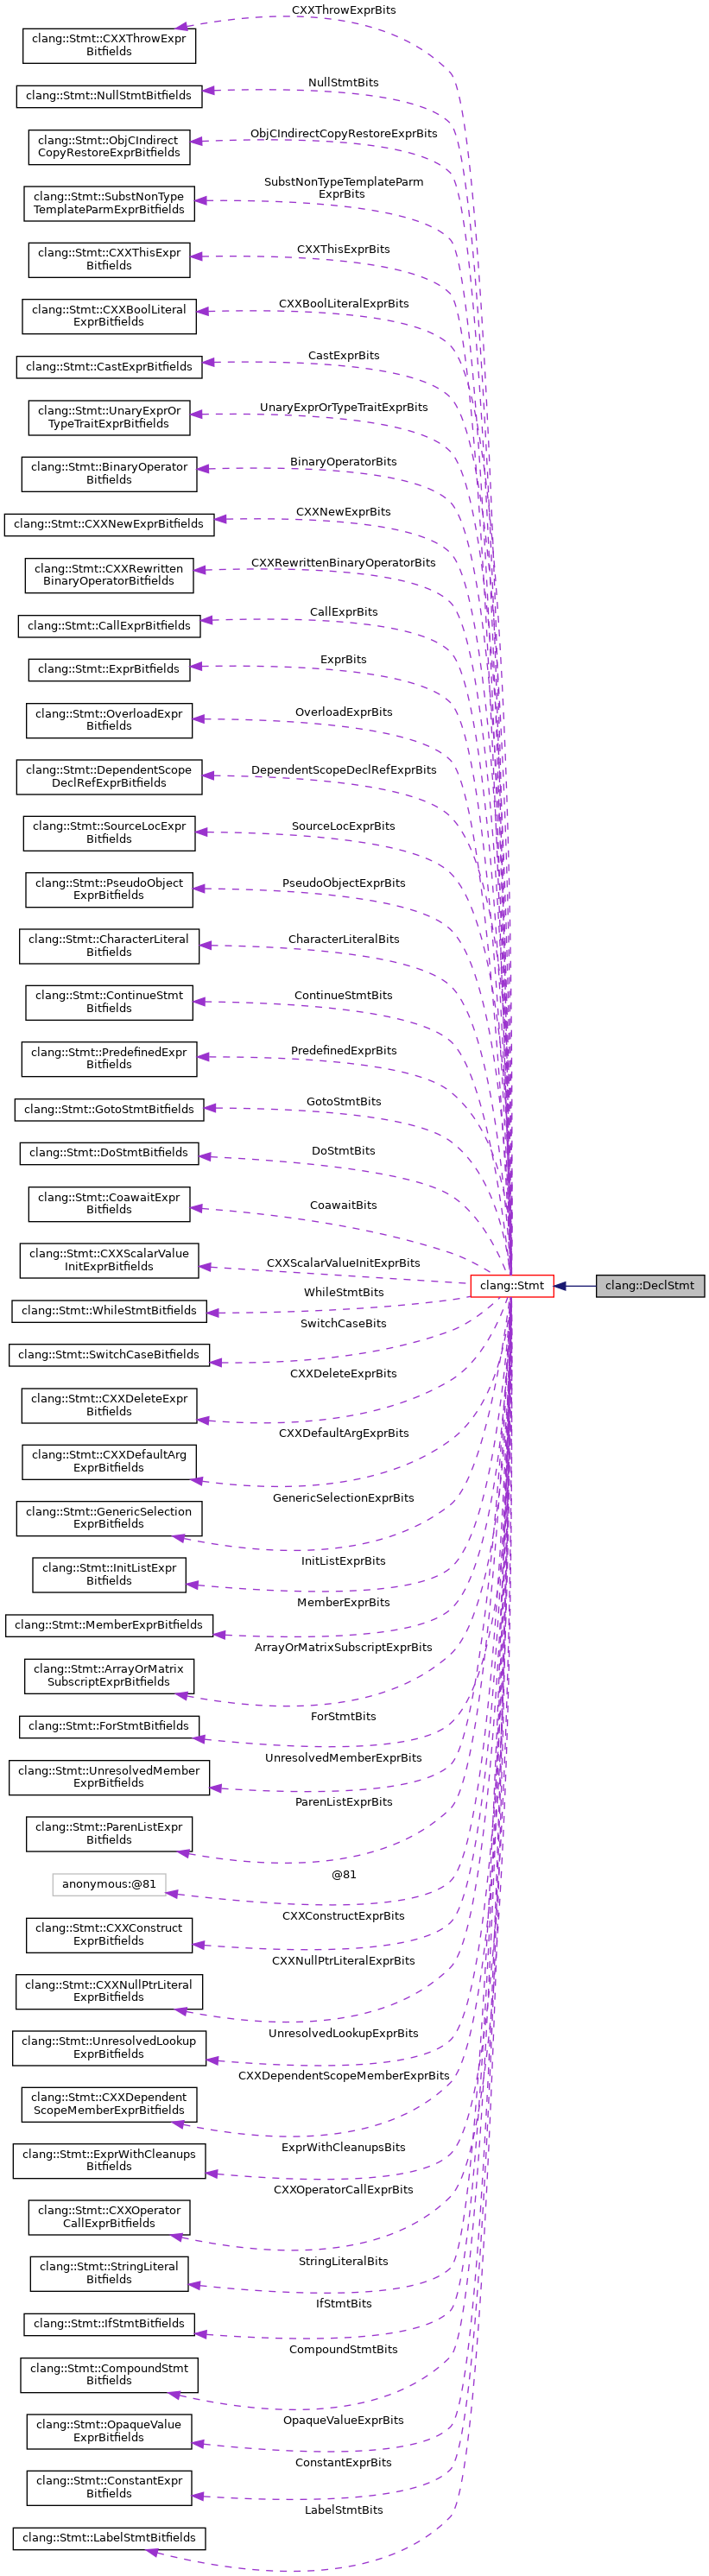 CXXThrowExprBits
clang::Stmt::CXXThrowExpr
Bitfields
NullStmtBits
clang::Stmt::NullStmtBitfields
ObjCIndirectCopyRestoreExprBits
clang::Stmt::ObjCIndirect
CopyRestoreExprBitfields
SubstNonTypeTemplateParm
ExprBits
clang::Stmt::SubstNonType
TemplateParmExprBitfields
CXXThisExprBits
clang::Stmt::CXXThisExpr
Bitfields
CXXBoolLiteralExprBits
clang::Stmt::CXXBoolLiteral
ExprBitfields
CastExprBits
clang::Stmt::CastExprBitfields
UnaryExprOrTypeTraitExprBits
clang::Stmt::UnaryExprOr
TypeTraitExprBitfields
BinaryOperatorBits
clang::Stmt::BinaryOperator
Bitfields
CXXNewExprBits
clang::Stmt::CXXNewExprBitfields
CXXRewrittenBinaryOperatorBits
clang::Stmt::CXXRewritten
BinaryOperatorBitfields
CallExprBits
clang::Stmt::CallExprBitfields
ExprBits
clang::Stmt::ExprBitfields
OverloadExprBits
clang::Stmt::OverloadExpr
Bitfields
DependentScopeDeclRefExprBits
clang::Stmt::DependentScope
DeclRefExprBitfields
SourceLocExprBits
clang::Stmt::SourceLocExpr
Bitfields
PseudoObjectExprBits
clang::Stmt::PseudoObject
ExprBitfields
CharacterLiteralBits
clang::Stmt::CharacterLiteral
Bitfields
ContinueStmtBits
clang::Stmt::ContinueStmt
Bitfields
PredefinedExprBits
clang::Stmt::PredefinedExpr
Bitfields
GotoStmtBits
clang::Stmt::GotoStmtBitfields
DoStmtBits
clang::Stmt::DoStmtBitfields
CoawaitBits
clang::Stmt::CoawaitExpr
Bitfields
CXXScalarValueInitExprBits
clang::Stmt::CXXScalarValue
InitExprBitfields
clang::Stmt
clang::DeclStmt
WhileStmtBits
clang::Stmt::WhileStmtBitfields
SwitchCaseBits
clang::Stmt::SwitchCaseBitfields
CXXDeleteExprBits
clang::Stmt::CXXDeleteExpr
Bitfields
CXXDefaultArgExprBits
clang::Stmt::CXXDefaultArg
ExprBitfields
GenericSelectionExprBits
clang::Stmt::GenericSelection
ExprBitfields
InitListExprBits
clang::Stmt::InitListExpr
Bitfields
MemberExprBits
clang::Stmt::MemberExprBitfields
ArrayOrMatrixSubscriptExprBits
clang::Stmt::ArrayOrMatrix
SubscriptExprBitfields
ForStmtBits
clang::Stmt::ForStmtBitfields
UnresolvedMemberExprBits
clang::Stmt::UnresolvedMember
ExprBitfields
ParenListExprBits
clang::Stmt::ParenListExpr
Bitfields
@81
anonymous:@81
CXXConstructExprBits
clang::Stmt::CXXConstruct
ExprBitfields
CXXNullPtrLiteralExprBits
clang::Stmt::CXXNullPtrLiteral
ExprBitfields
UnresolvedLookupExprBits
clang::Stmt::UnresolvedLookup
ExprBitfields
CXXDependentScopeMemberExprBits
clang::Stmt::CXXDependent
ScopeMemberExprBitfields
ExprWithCleanupsBits
clang::Stmt::ExprWithCleanups
Bitfields
CXXOperatorCallExprBits
clang::Stmt::CXXOperator
CallExprBitfields
StringLiteralBits
clang::Stmt::StringLiteral
Bitfields
IfStmtBits
clang::Stmt::IfStmtBitfields
CompoundStmtBits
clang::Stmt::CompoundStmt
Bitfields
OpaqueValueExprBits
clang::Stmt::OpaqueValue
ExprBitfields
ConstantExprBits
clang::Stmt::ConstantExpr
Bitfields
LabelStmtBits
clang::Stmt::LabelStmtBitfields